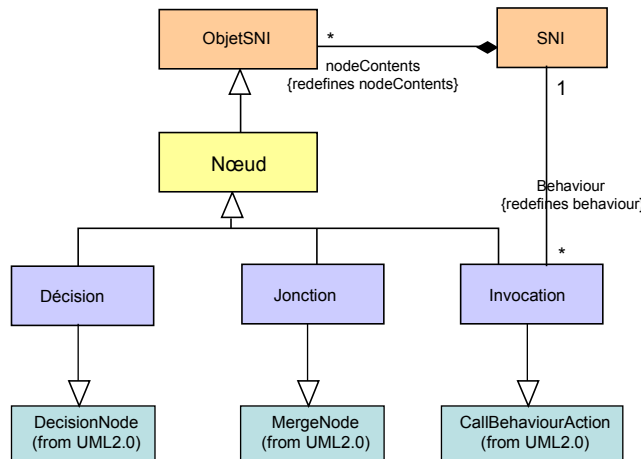 ObjetSNI
*
SNI
nodeContents
{redefines nodeContents}
1
Nœud
Behaviour
{redefines behaviour}
*
Décision
Jonction
Invocation
DecisionNode
(from UML2.0)
MergeNode
(from UML2.0)
CallBehaviourAction
(from UML2.0)